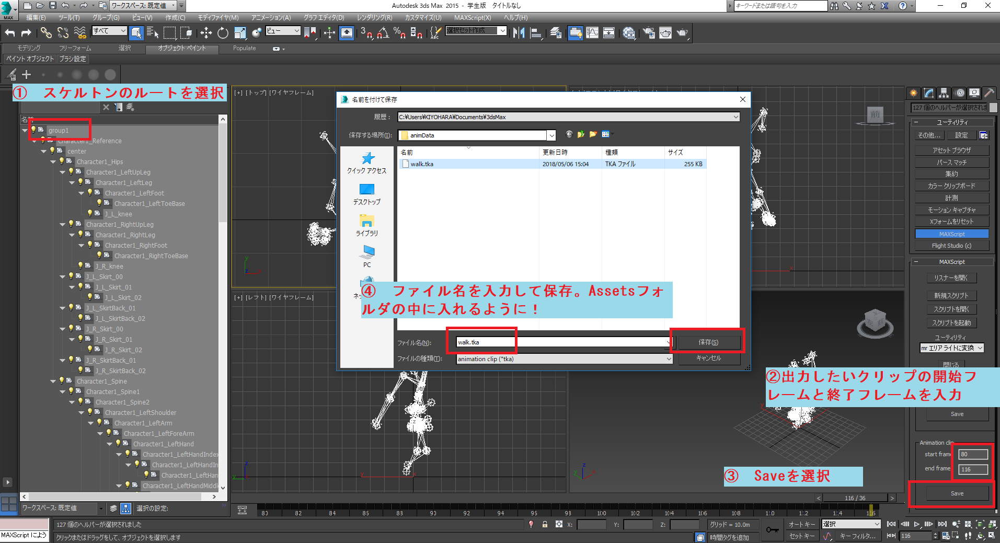 ワークスペース: 既定値
Autodesk 3ds Max 2015 - 学生版 タイトルなし
キーワードまたは語句を入力
MAX
編集(E) ツール(T) グループ(G) ビュー(V) 作成(C) モディファイヤ(M) アニメーション(A) グラフ エディタ(D) レンダリング(R) カスタマイズ(U) MAXScript(X) ヘルプ(H)
すべて
ビュー
選択セット作成
モデリング フリーフォーム 選択 オブジェクト ペイント Populate
ペイント オブジェクト ブラシ設定
① スケルトンのルートを選択
名前
group1
Character1_Reference
center
Character1_Hips
Character1_LeftUpLeg
Character1_LeftLeg
Character1_LeftFoot
Character1_LeftToeBase
J_L_knee
Character1_RightUpLeg
Character1_RightLeg
Character1_RightFoot
Character1_RightToeBase
J_R_knee
J_L_Skirt_00
J_L_Skirt_01
J_L_Skirt_02
J_L_SkirtBack_01
J_L_SkirtBack_02
J_R_Skirt_00
J_R_Skirt_01
J_R_Skirt_02
J_R_SkirtBack_01
J_R_SkirtBack_02
Character1_Spine
Character1_Spine1
Character1_Spine2
Character1_LeftShoulder
Character1_LeftArm
Character1_LeftForeArm
Character1_LeftHand
Character1_LeftHandIndex
Character1_LeftHandIn
Character1_LeftHan
Character1_LeftHandMiddl
[+] [トップ] [ワイヤフレーム]
[+] [レフト] [ワイヤフレーム]
前
名前を付けて保存
履歴:
C:¥Users¥KIYOHARA¥Documents¥3dsMax
保存する場所(I):
animData
名前 更新日時 種類 サイズ
walk.tka 2018/05/06 15:04 TKA ファイル 255 KB
クイック アクセス
デスクトップ
ライブラリ
PC
④ ファイル名を入力して保存。Assetsフォ
ルダの中に入れるように！
ファイル名(N):
walk.tka
保存(S)
ファイルの種類(T):
animation clip (*tka)
キャンセル
127 個のヘルパーが選択されま
ユーティリティ
その他... 設定
アセット ブラウザ
パース マッチ
集約
カラー クリップボード
計測
モーション キャプチャ
Xフォームをリセット
MAXScript
Flight Studio (c)
MAXScript
リスナーを開く
新規スクリプト
スクリプトを開く
スクリプトを起動
ユーティリティ
mr エリア ライトに変換
閉じる
②出力したいクリップの開始フ
レームと終了フレームを入力
Save
Animation clip
start frame 80
end frame 116
③ Saveを選択
Save
ワークスペース: 既定値
選択の設定:
116 / 36
80 82 84 86 88 90 92 94 96 98 100 102 104 106 108 110 112 114 116
127 個のヘルパーが選択されました
X: Y: Z:
グリッド = 10.0m
オートキー
選択
MAXScript によう
クリックまたはドラッグをして、オブジェクトを選択します
時間タグを追加
セットキー
キー フィルタ...
116